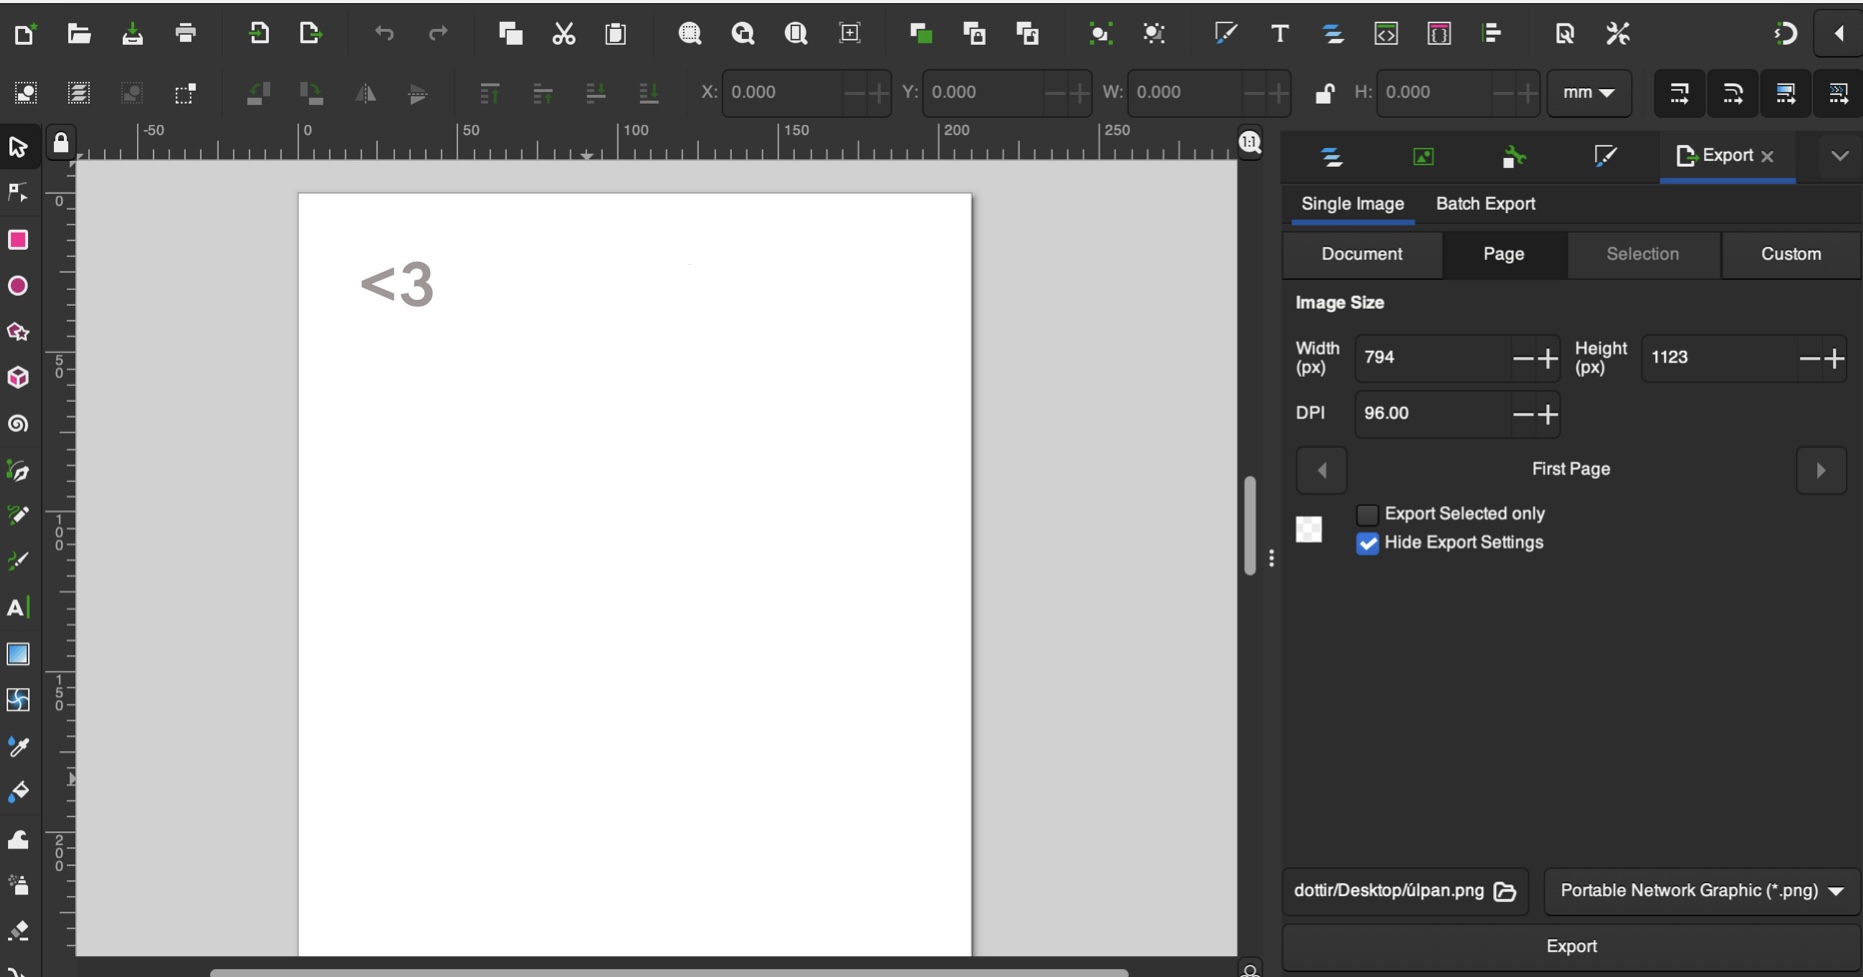 X: 0.000 Y: 0.000 W: 0.000 H: 0.000 mm
-50 0 50 100 150 200 250
1:1
Export
Single Image Batch Export
Document Page Selection Custom
Image Size
Width (px) 794 Height (px) 1123
DPI 96.00
First Page
Export Selected only
Hide Export Settings
<3
0
50
100
150
200
dottir/Desktop/úlpan.png Portable Network Graphic (*.png)
Export